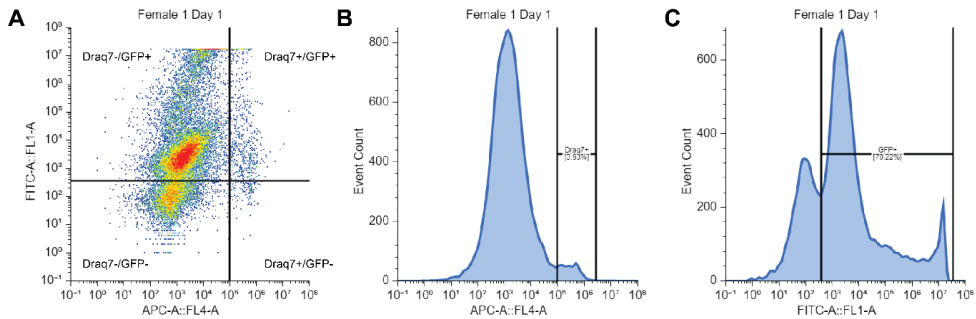 A
Female 1 Day 1
10⁸
10⁷
10⁶
10⁵
10⁴
10³
10²
10¹
10⁰
10⁻¹
FITC-A::FL1-A
Draq7-/GFP+
Draq7+/GFP+
Draq7-/GFP-
Draq7+/GFP-
10⁻¹ 10⁰ 10¹ 10² 10³ 10⁴ 10⁵ 10⁶ 10⁷ 10⁸
APC-A::FL4-A
B
Female 1 Day 1
800
600
400
200
0
Event Count
Draq7+
[3.63%]
10⁻¹ 10⁰ 10¹ 10² 10³ 10⁴ 10⁵ 10⁶ 10⁷ 10⁸
APC-A::FL4-A
C
Female 1 Day 1
600
400
200
0
Event Count
GFP+
[70.22%]
10⁻¹ 10⁰ 10¹ 10² 10³ 10⁴ 10⁵ 10⁶ 10⁷ 10⁸
FITC-A::FL1-A